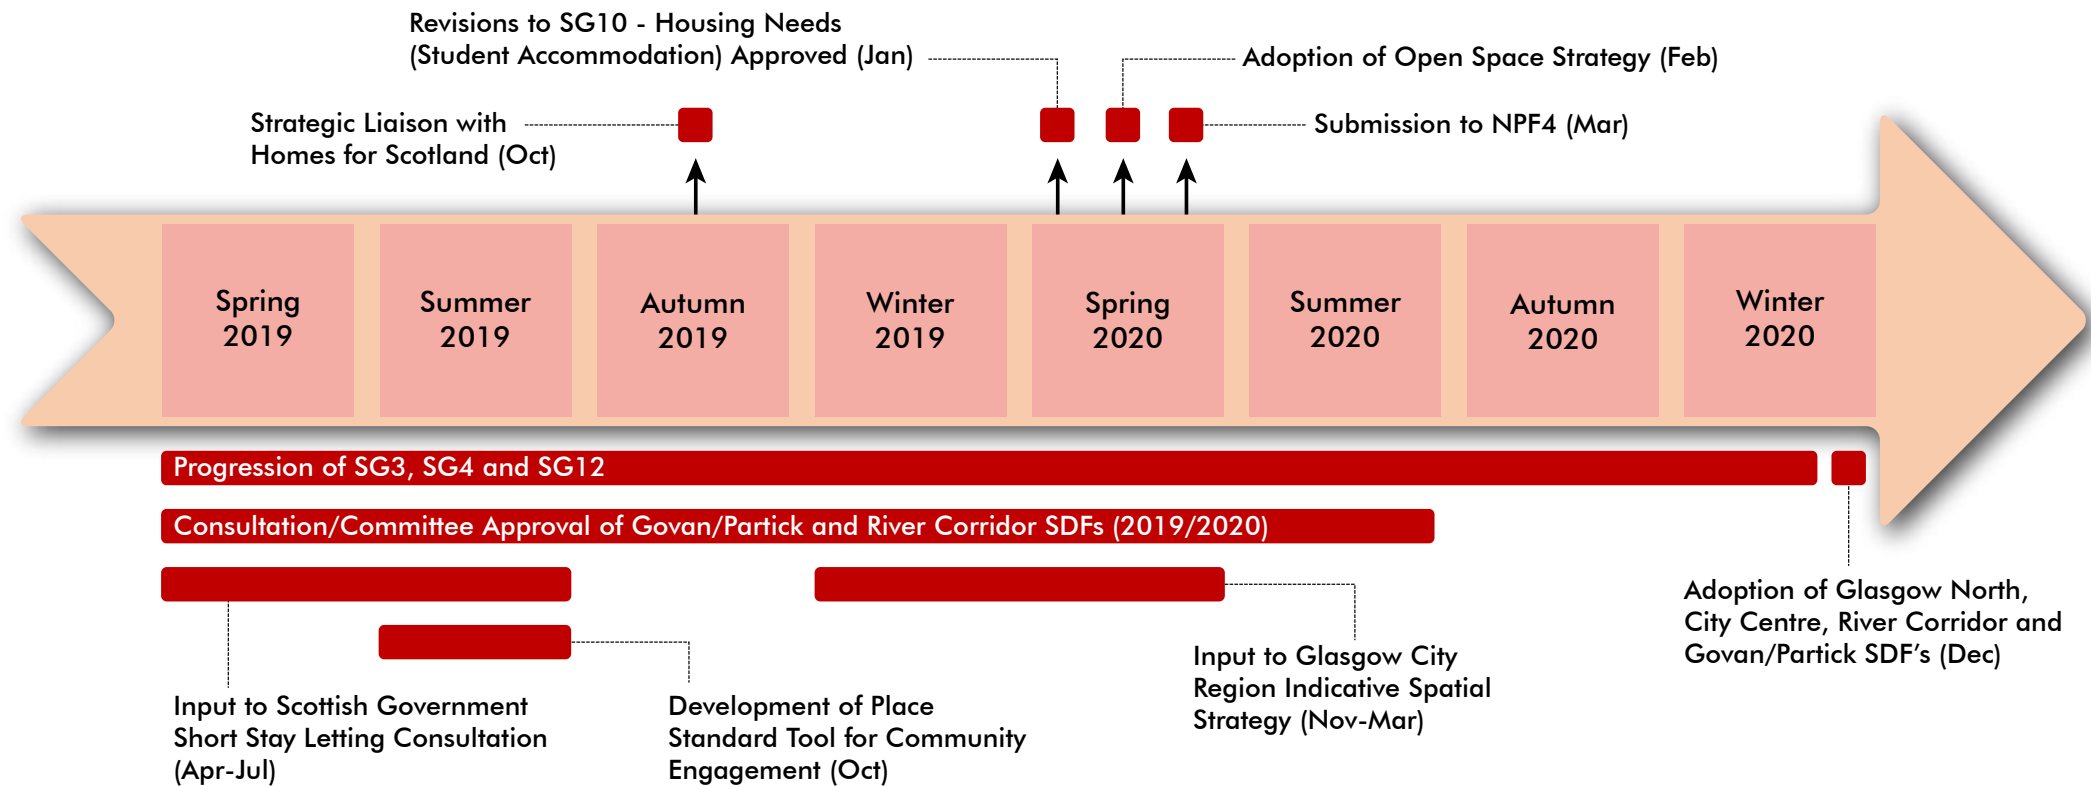 Revisions to SG10 - Housing Needs
(Student Accommodation) Approved (Jan)
Adoption of Open Space Strategy (Feb)
Strategic Liaison with
Homes for Scotland (Oct)
Submission to NPF4 (Mar)
Spring
2019
Summer
2019
Autumn
2019
Winter
2019
Spring
2020
Summer
2020
Autumn
2020
Winter
2020
Progression of SG3, SG4 and SG12
Consultation/Committee Approval of Govan/Partick and River Corridor SDFs (2019/2020)
Input to Scottish Government
Short Stay Letting Consultation
(Apr-Jul)
Development of Place
Standard Tool for Community
Engagement (Oct)
Input to Glasgow City
Region Indicative Spatial
Strategy (Nov-Mar)
Adoption of Glasgow North,
City Centre, River Corridor and
Govan/Partick SDF’s (Dec)